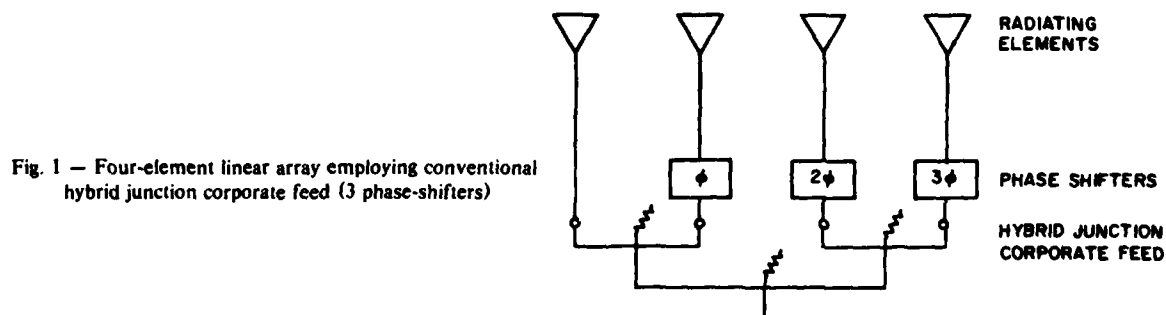 RADIATING
ELEMENTS
Fig. 1 — Four-element linear array employing conventional
hybrid junction corporate feed (3 phase-shifters)
ϕ
2ϕ
3ϕ
PHASE SHIFTERS
HYBRID JUNCTION
CORPORATE FEED